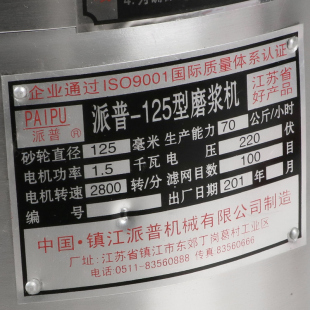 企业通过ISO9001国际质量体系认证
PAIPU
派普®
派普-125型磨浆机
江苏省
好产品
砂轮直径 125 毫米 生产能力 70 公斤/小时
电机功率 1.5 千瓦 电压 220 伏
电机转速 2800 转/分 滤网目数 100 目
编号 出厂日期 201 年 月
中国·镇江派普机械有限公司制造
厂址:江苏省镇江市东郊丁岗葛村工业区
电话:0511-83560888 传真 83560666